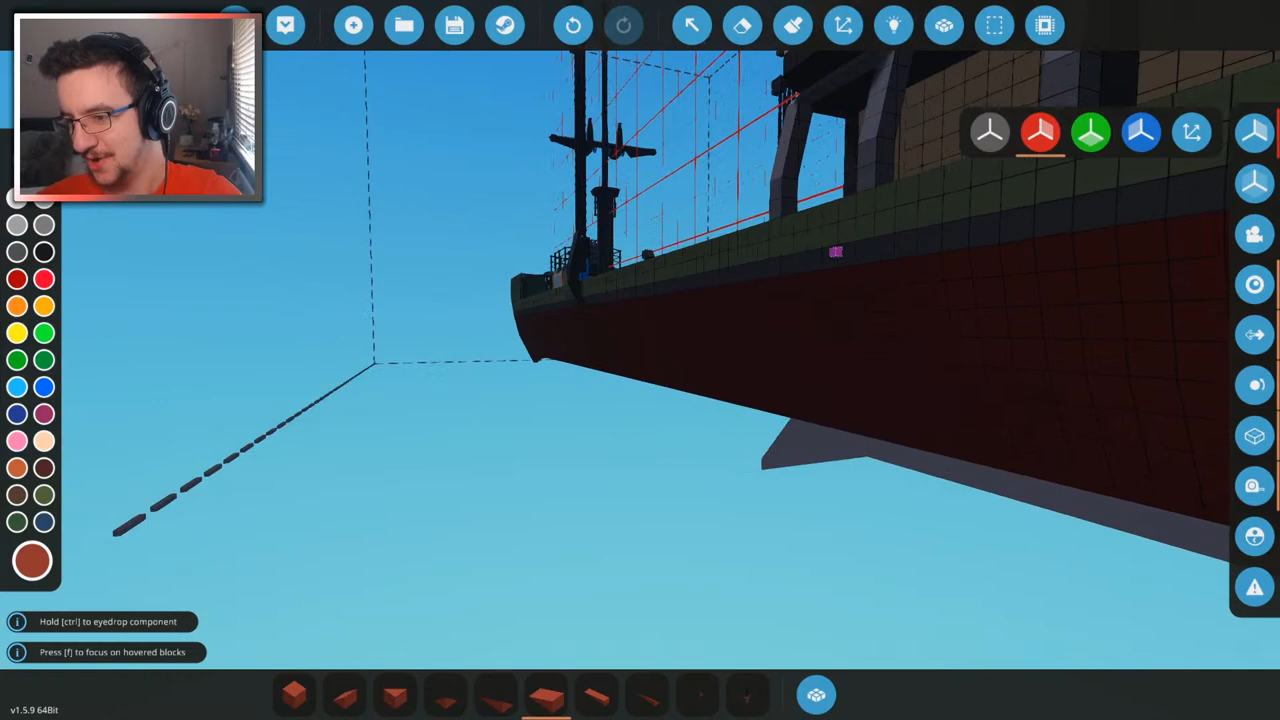 Hold [ctrl] to eyedrop component
Press [f] to focus on hovered blocks
v1.5.9 64Bit